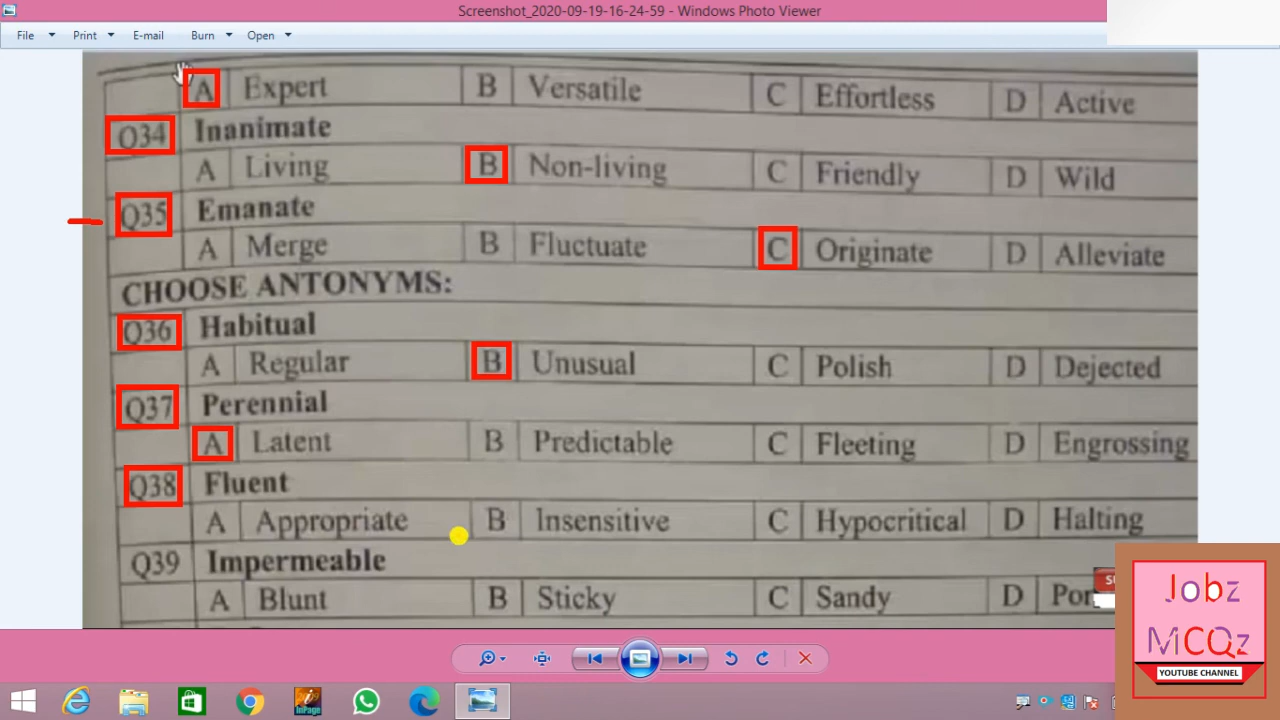 Screenshot_2020-09-19-16-24-59 - Windows Photo Viewer
File Print E-mail Burn Open
A Expert B Versatile C Effortless D Active
Q34 Inanimate
A Living B Non-living C Friendly D Wild
Q35 Emanate
A Merge B Fluctuate C Originate D Alleviate
CHOOSE ANTONYMS:
Q36 Habitual
A Regular B Unusual C Polish D Dejected
Q37 Perennial
A Latent B Predictable C Fleeting D Engrossing
Q38 Fluent
A Appropriate B Insensitive C Hypocritical D Halting
Q39 Impermeable
A Blunt B Sticky C Sandy D
Jobz
MCQz
YOUTUBE CHANNEL
InPage